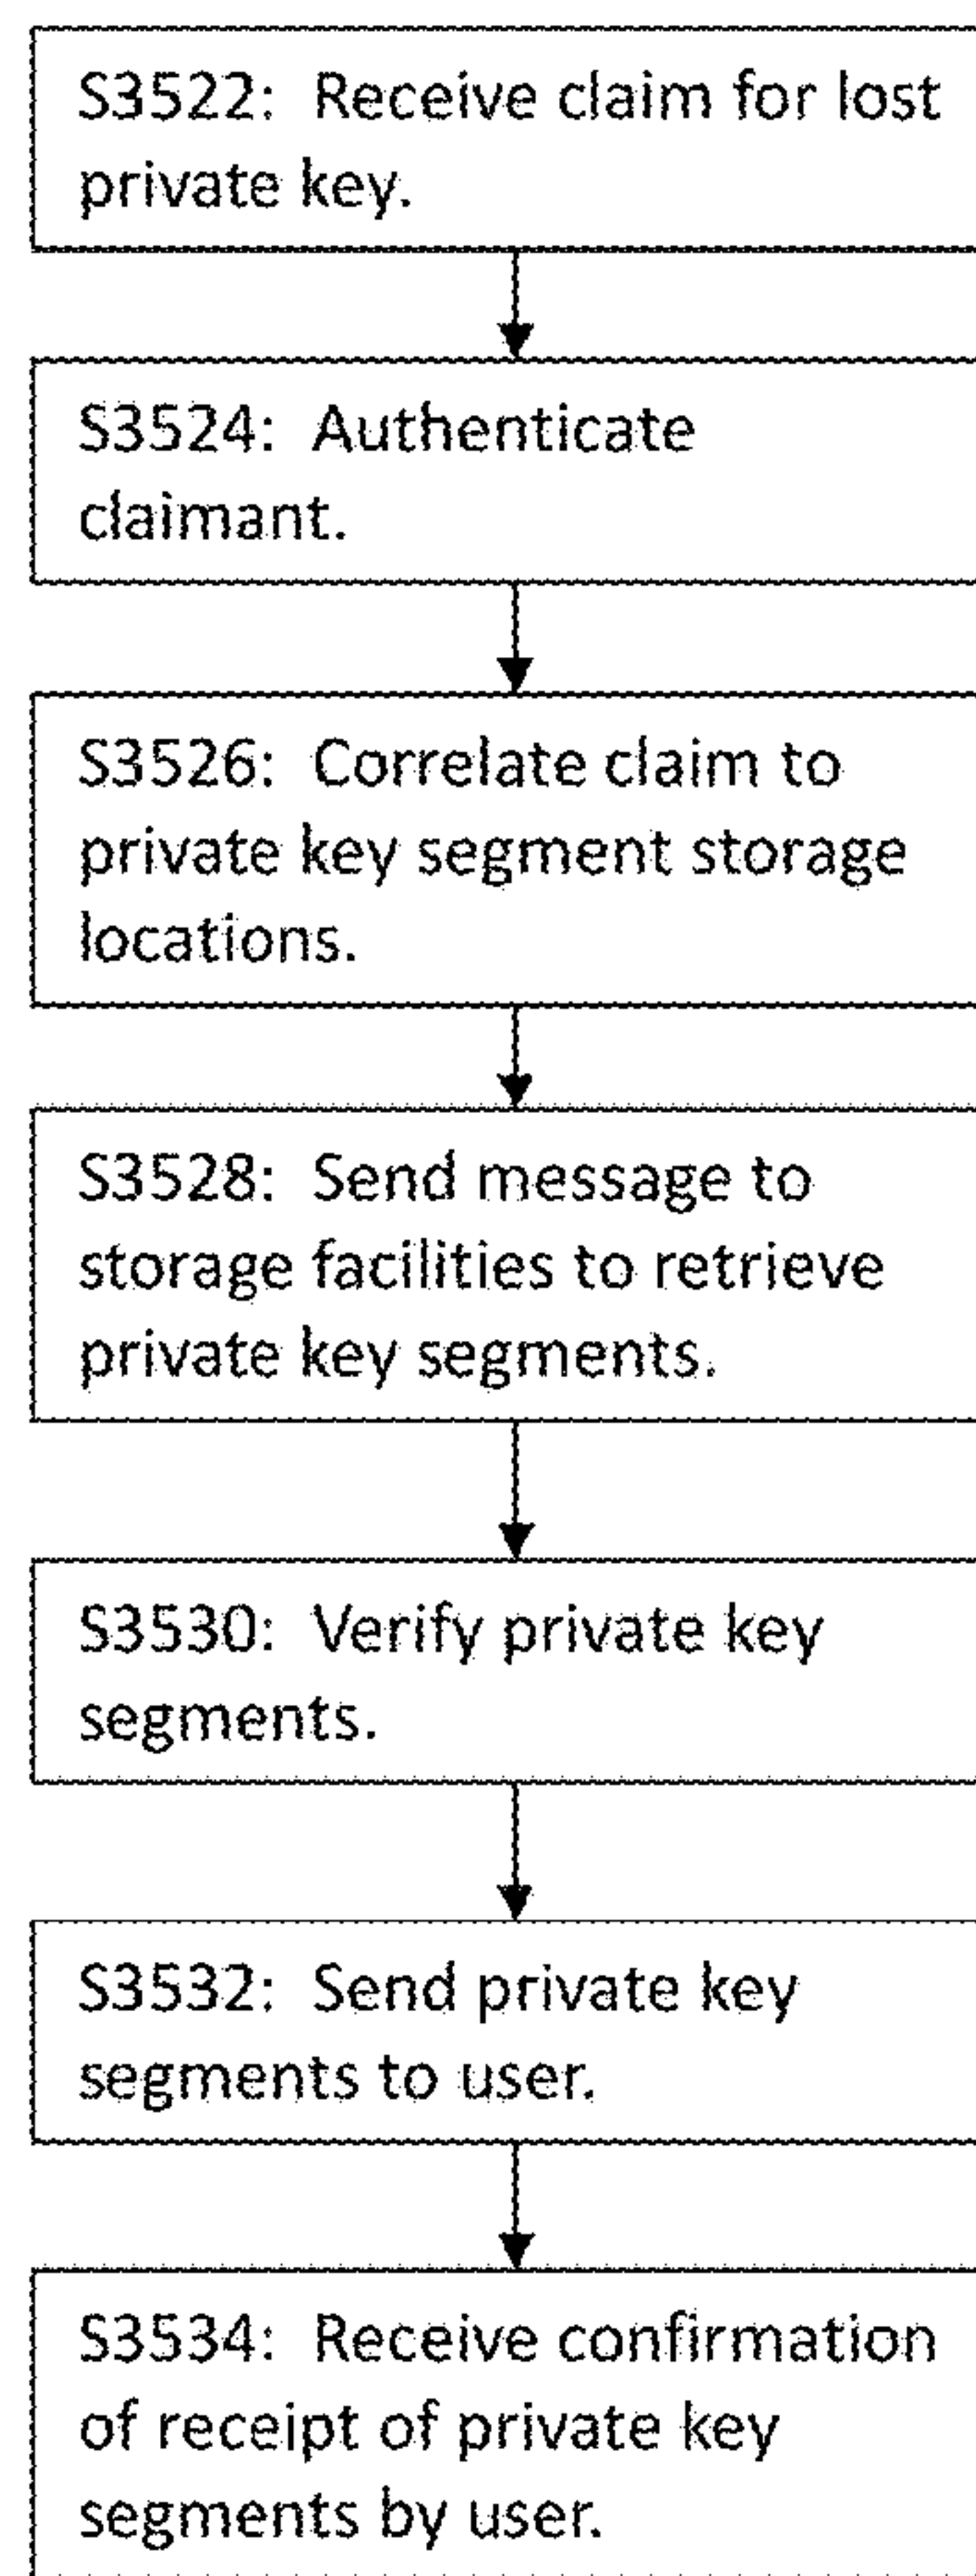 S3522: Receive claim for lost
private key.
S3524: Authenticate
claimant.
S3526: Correlate claim to
private key segment storage
locations.
S3528: Send message to
storage facilities to retrieve
private key segments.
S3530: Verify private key
segments.
S3532: Send private key
segments to user.
S3534: Receive confirmation
of receipt of private key
segments by user.